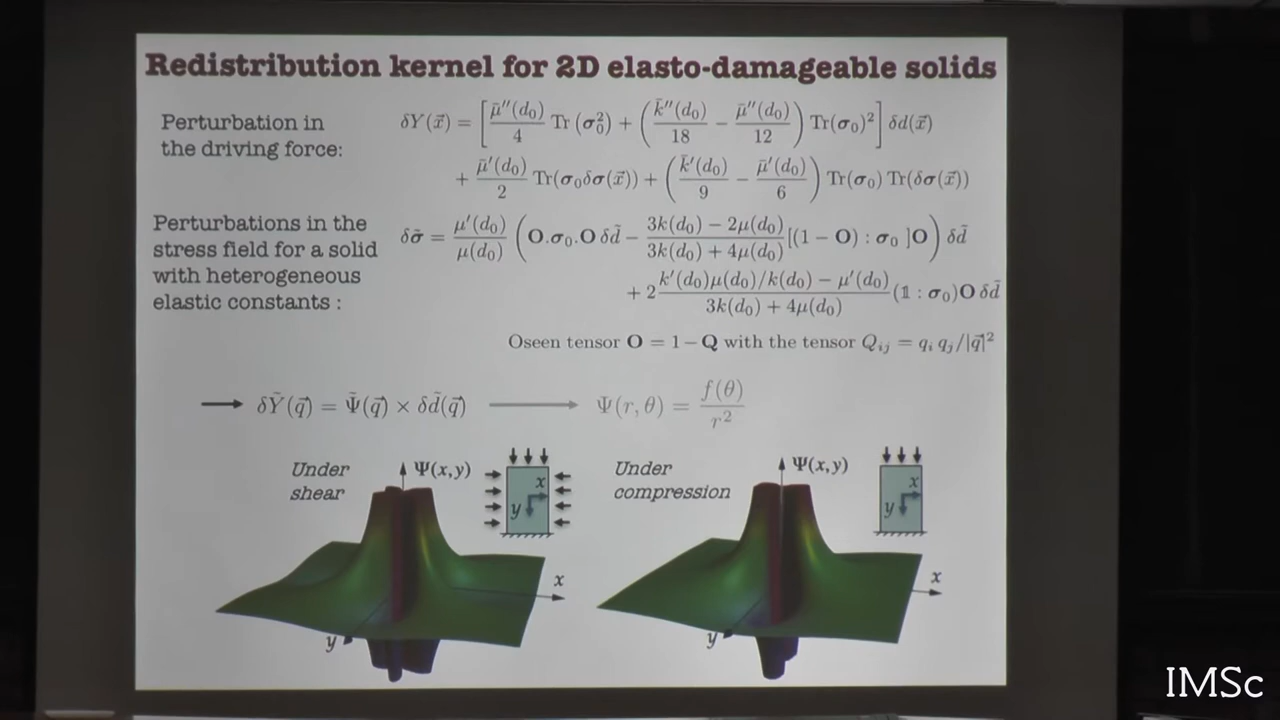 Redistribution kernel for 2D elasto-damageable solids
Perturbation in
the driving force:
δY(x⃗) = [ μ̄''(d₀)/4 Tr (σ₀²) + ( k̄''(d₀)/18 − μ̄''(d₀)/12 ) Tr(σ₀)² ] δd(x⃗)
+ μ̄'(d₀)/2 Tr(σ₀δσ(x⃗)) + ( k̄'(d₀)/9 − μ̄'(d₀)/6 ) Tr(σ₀) Tr(δσ(x⃗))
Perturbations in the
stress field for a solid
with heterogeneous
elastic constants :
δσ̃ = μ'(d₀)/μ(d₀) ( O.σ₀.O δd̃ − 3k(d₀) − 2μ(d₀)/3k(d₀) + 4μ(d₀) [(1 − O) : σ₀ ]O ) δd̃
+ 2 k'(d₀)μ(d₀)/k(d₀) − μ'(d₀)/3k(d₀) + 4μ(d₀) (𝟙 : σ₀)O δd̃
Oseen tensor O = 1 − Q with the tensor Qᵢⱼ = qᵢ qⱼ/|q⃗|²
δỸ(q⃗) = Ψ̃(q⃗) × δd̃(q⃗)
Ψ(r, θ) = f(θ)/r²
Under
shear
Ψ(x,y)
x
y
x
y
Under
compression
Ψ(x,y)
x
y
x
y
IMSc